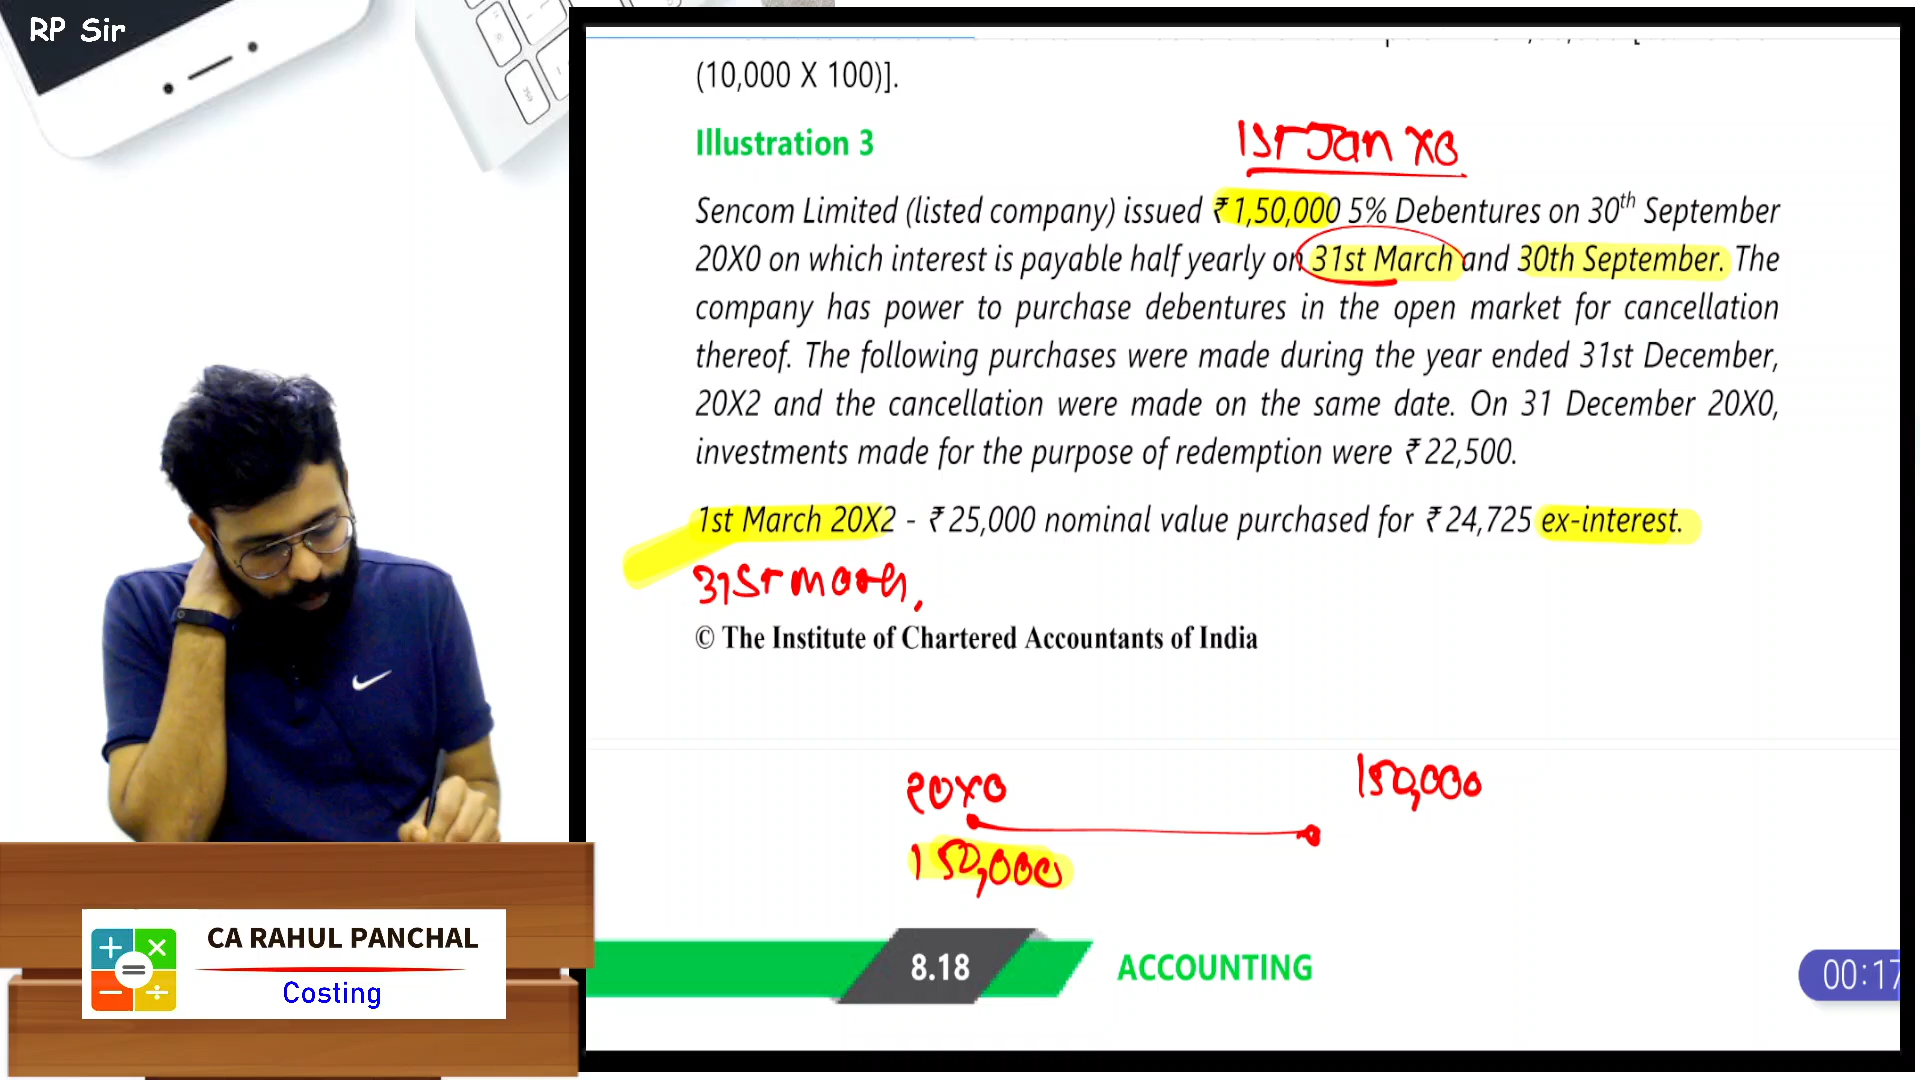 RP Sir
(10,000 X 100)].
Illustration 3
1st Jan X0
Sencom Limited (listed company) issued ₹ 1,50,000 5% Debentures on 30th September
20X0 on which interest is payable half yearly on 31st March and 30th September. The
company has power to purchase debentures in the open market for cancellation
thereof. The following purchases were made during the year ended 31st December,
20X2 and the cancellation were made on the same date. On 31 December 20X0,
investments made for the purpose of redemption were ₹ 22,500.
1st March 20X2 - ₹ 25,000 nominal value purchased for ₹ 24,725 ex-interest.
31st march.
© The Institute of Chartered Accountants of India
20X0
150,000
150,000
8.18 ACCOUNTING
00:17
CA RAHUL PANCHAL
Costing